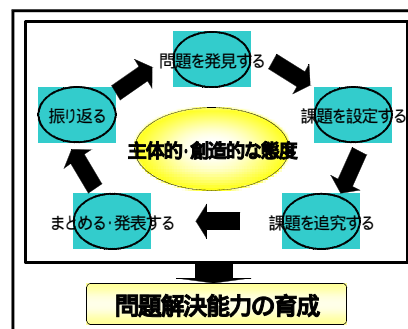 問題を発見する
振り返る
課題を設定する
主体的・創造的な態度
まとめる・発表する
課題を追究する
問題解決能力の育成